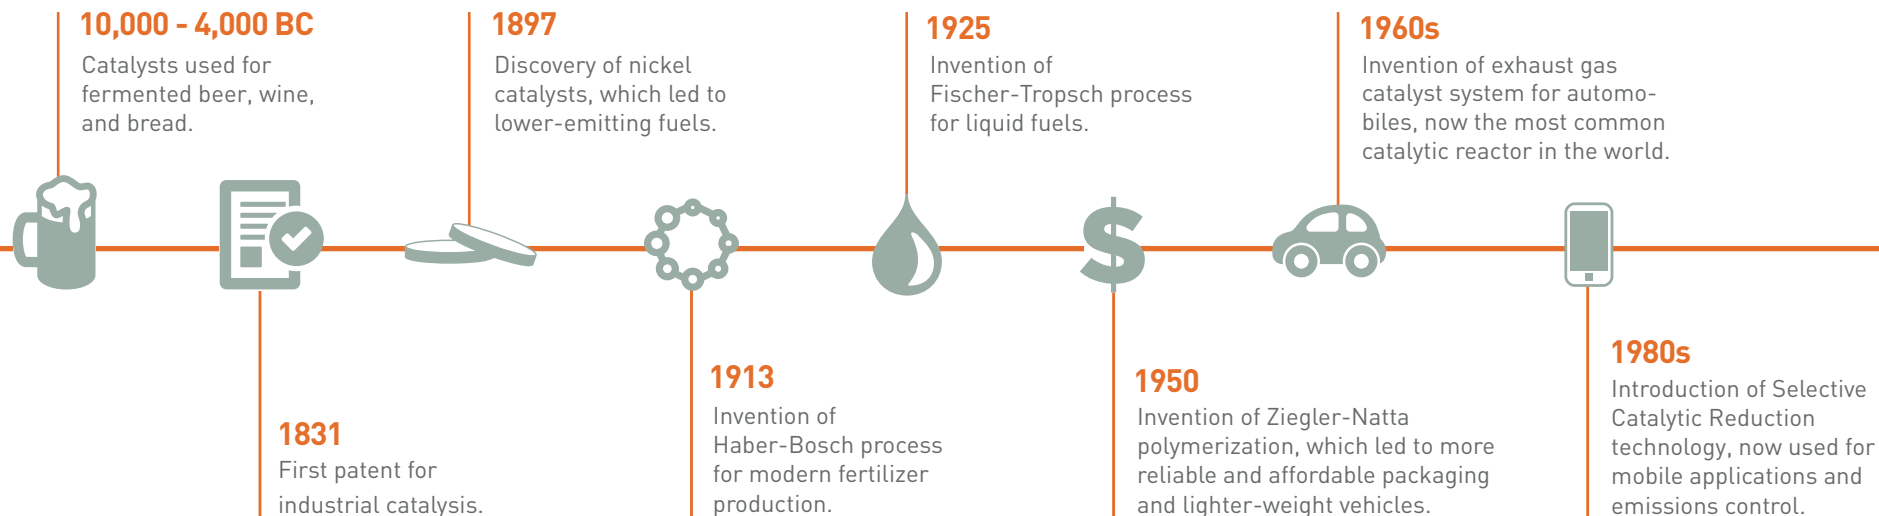 10,000 - 4,000 BC
Catalysts used for
fermented beer, wine,
and bread.
1831
First patent for
industrial catalysis.
1897
Discovery of nickel
catalysts, which led to
lower-emitting fuels.
1913
Invention of
Haber-Bosch process
for modern fertilizer
production.
1925
Invention of
Fischer-Tropsch process
for liquid fuels.
$
1950
Invention of Ziegler-Natta
polymerization, which led to more
reliable and affordable packaging
and lighter-weight vehicles.
1960s
Invention of exhaust gas
catalyst system for automo-
biles, now the most common
catalytic reactor in the world.
1980s
Introduction of Selective
Catalytic Reduction
technology, now used for
mobile applications and
emissions control.